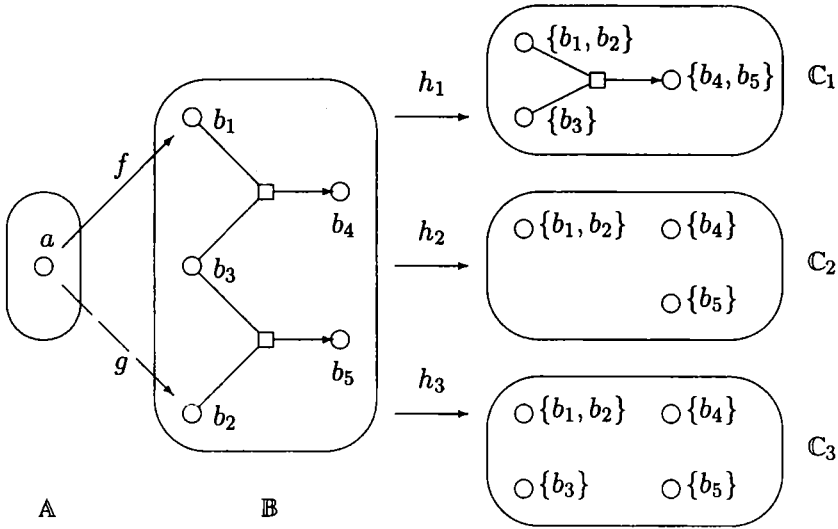 {b₁, b₂}
{b₄, b₅}
{b₃}
ℂ₁
h₁
b₁
f
b₄
a
b₃
h₂
{b₁, b₂} {b₄}
{b₅}
ℂ₂
g
b₅
b₂
h₃
{b₁, b₂} {b₄}
{b₃} {b₅}
ℂ₃
𝔸 𝔹